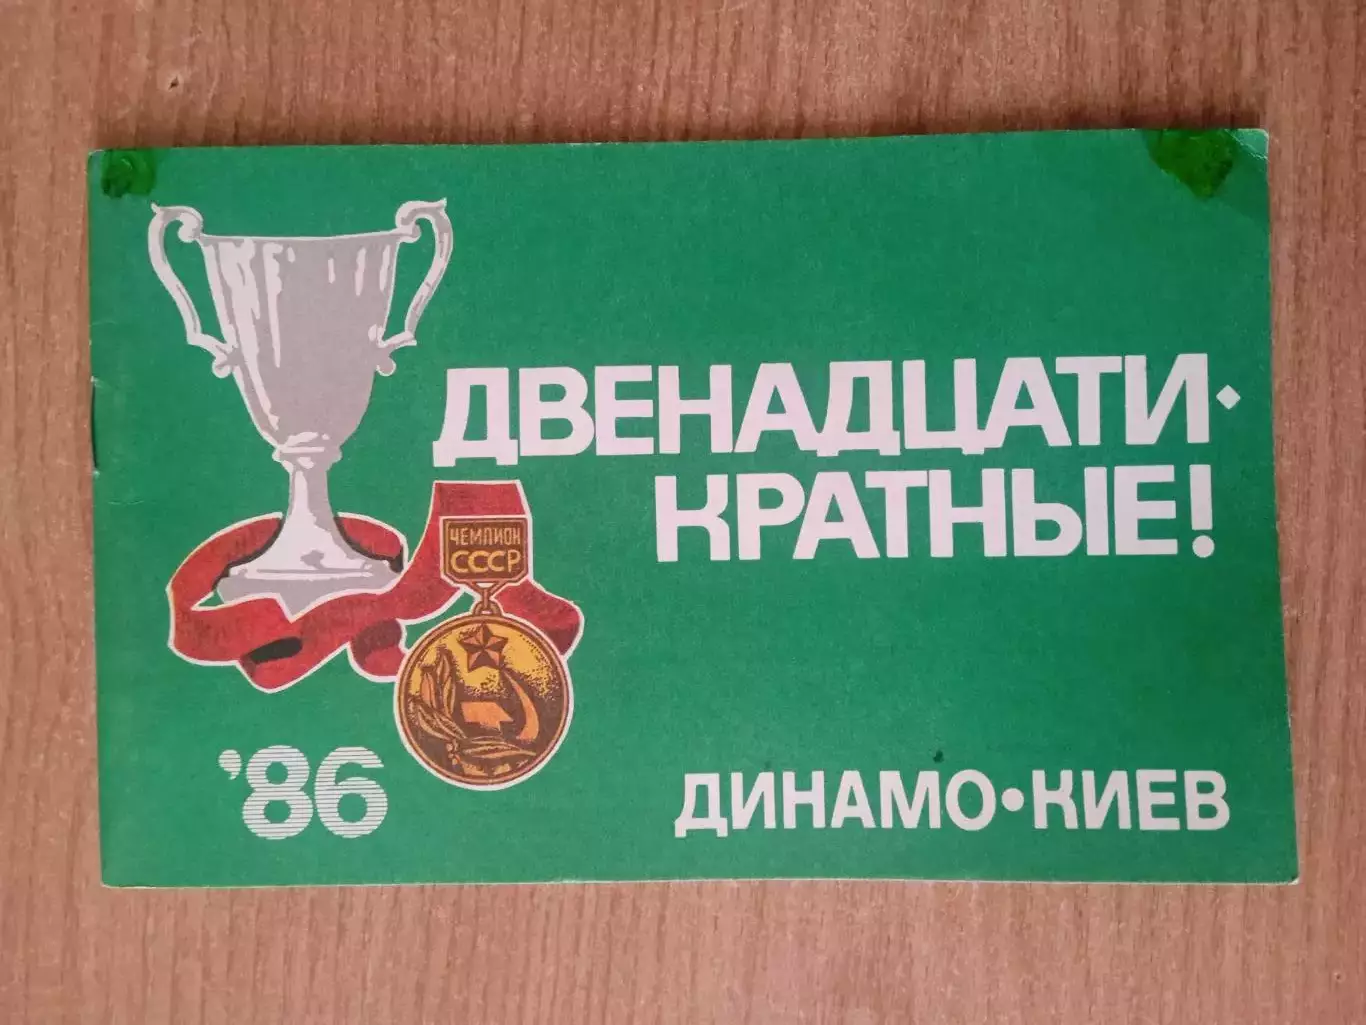 ДВЕНАДЦАТИ-
КРАТНЫЕ!
ЧЕМПИОН
СССР
'86
ДИНАМО•КИЕВ